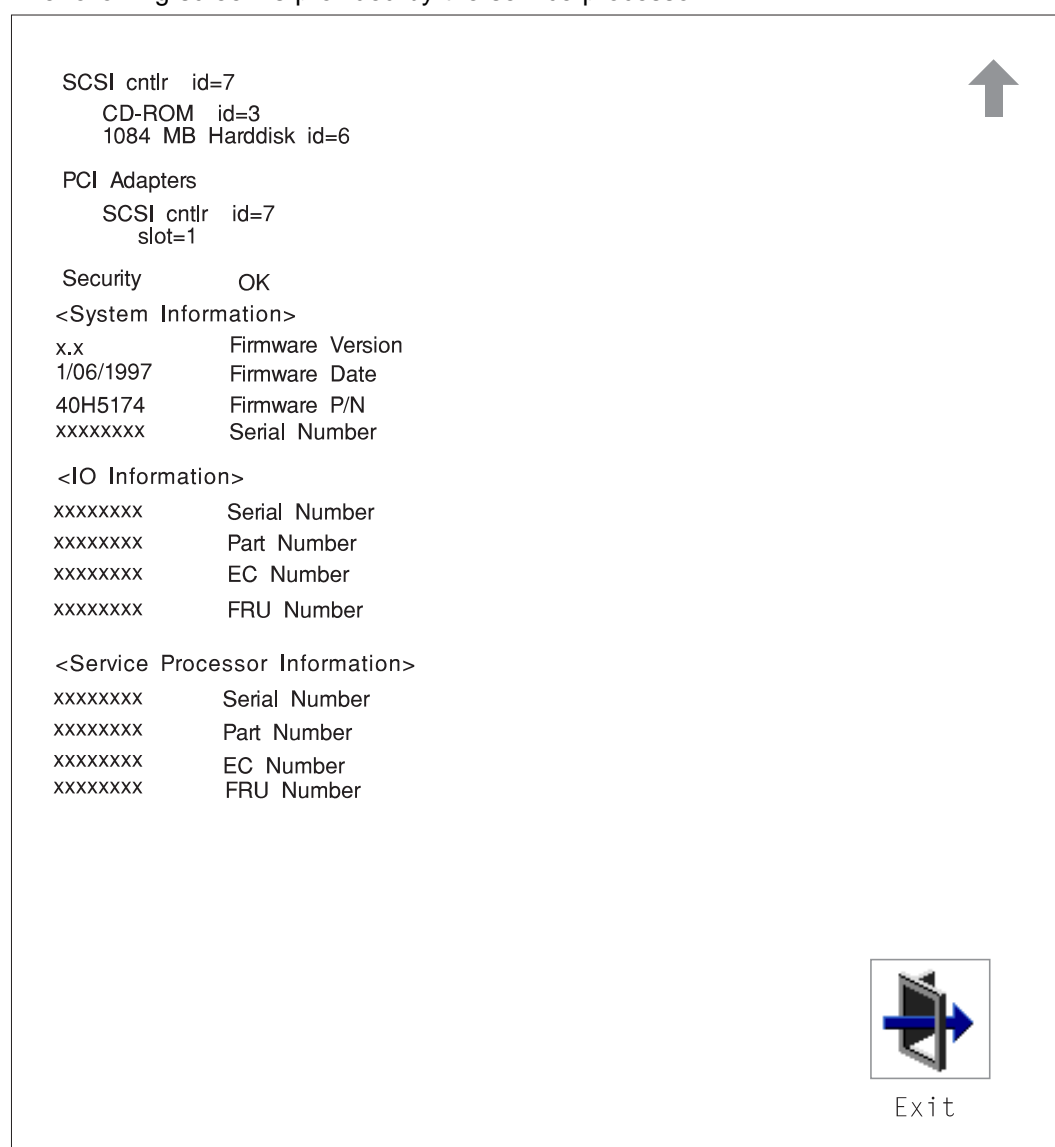 SCSI cntlr id=7
CD-ROM id=3
1084 MB Harddisk id=6
PCI Adapters
SCSI cntlr id=7
slot=1
Security OK
<System Information>
x.x Firmware Version
1/06/1997 Firmware Date
40H5174 Firmware P/N
xxxxxxxx Serial Number
<IO Information>
xxxxxxxx Serial Number
xxxxxxxx Part Number
xxxxxxxx EC Number
xxxxxxxx FRU Number
<Service Processor Information>
xxxxxxxx Serial Number
xxxxxxxx Part Number
xxxxxxxx EC Number
xxxxxxxx FRU Number
Exit